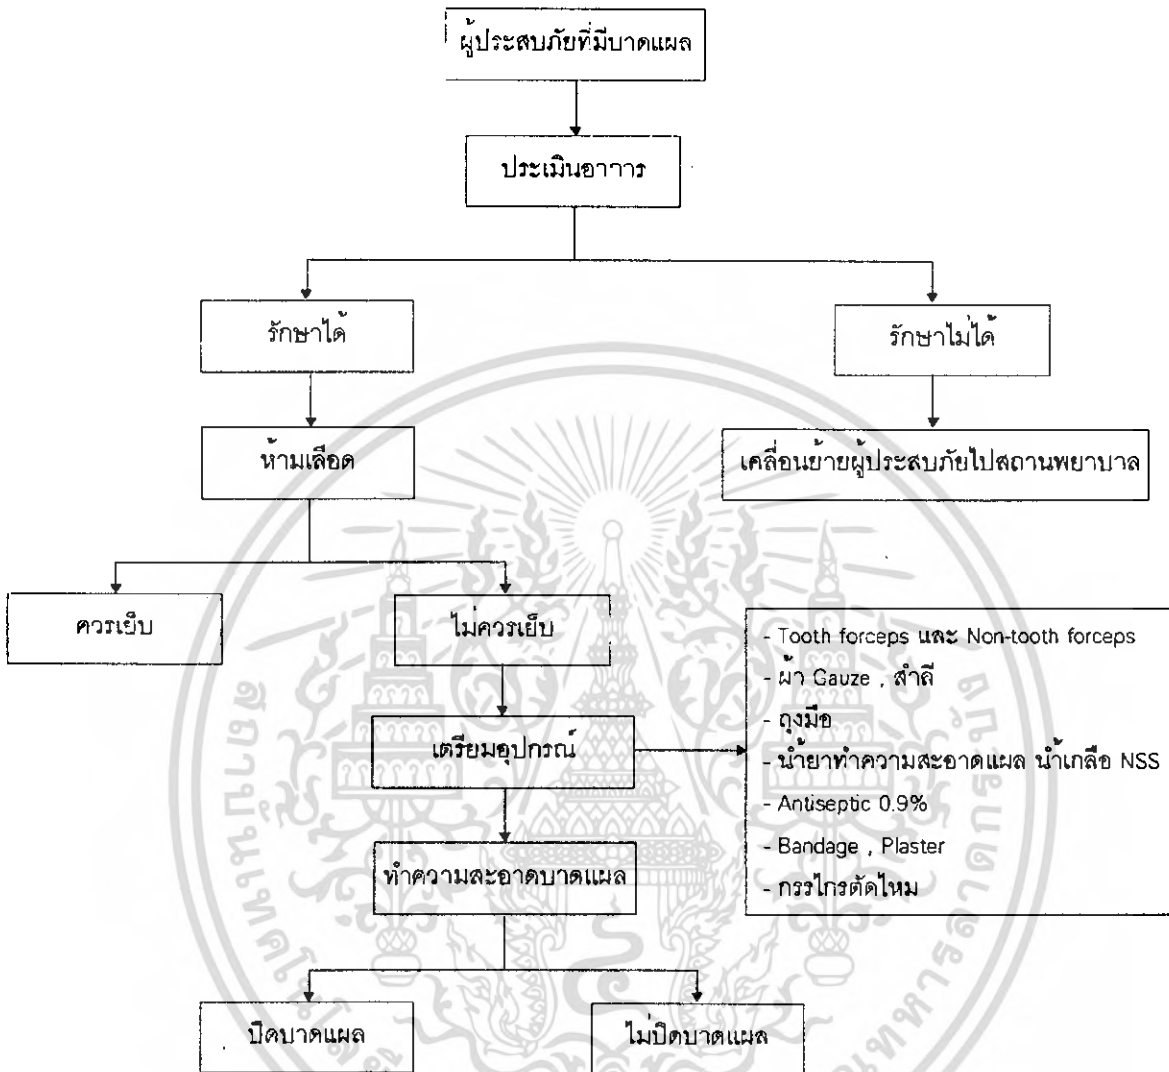 ผู้ประสบภัยที่มีบาดแผล
ประเมินอาการ
รักษาได้
รักษาไม่ได้
ห้ามเลือด
เคลื่อนย้ายผู้ประสบภัยไปสถานพยาบาล
ควรเย็บ
ไม่ควรเย็บ
เตรียมอุปกรณ์
- Tooth forceps และ Non-tooth forceps
- ผ้า Gauze , สำลี
- ถุงมือ
- น้ำยาทำความสะอาดแผล น้ำเกลือ NSS
- Antiseptic 0.9%
- Bandage , Plaster
- กรรไกรตัดไหม
ทำความสะอาดบาดแผล
ปิดบาดแผล
ไม่ปิดบาดแผล